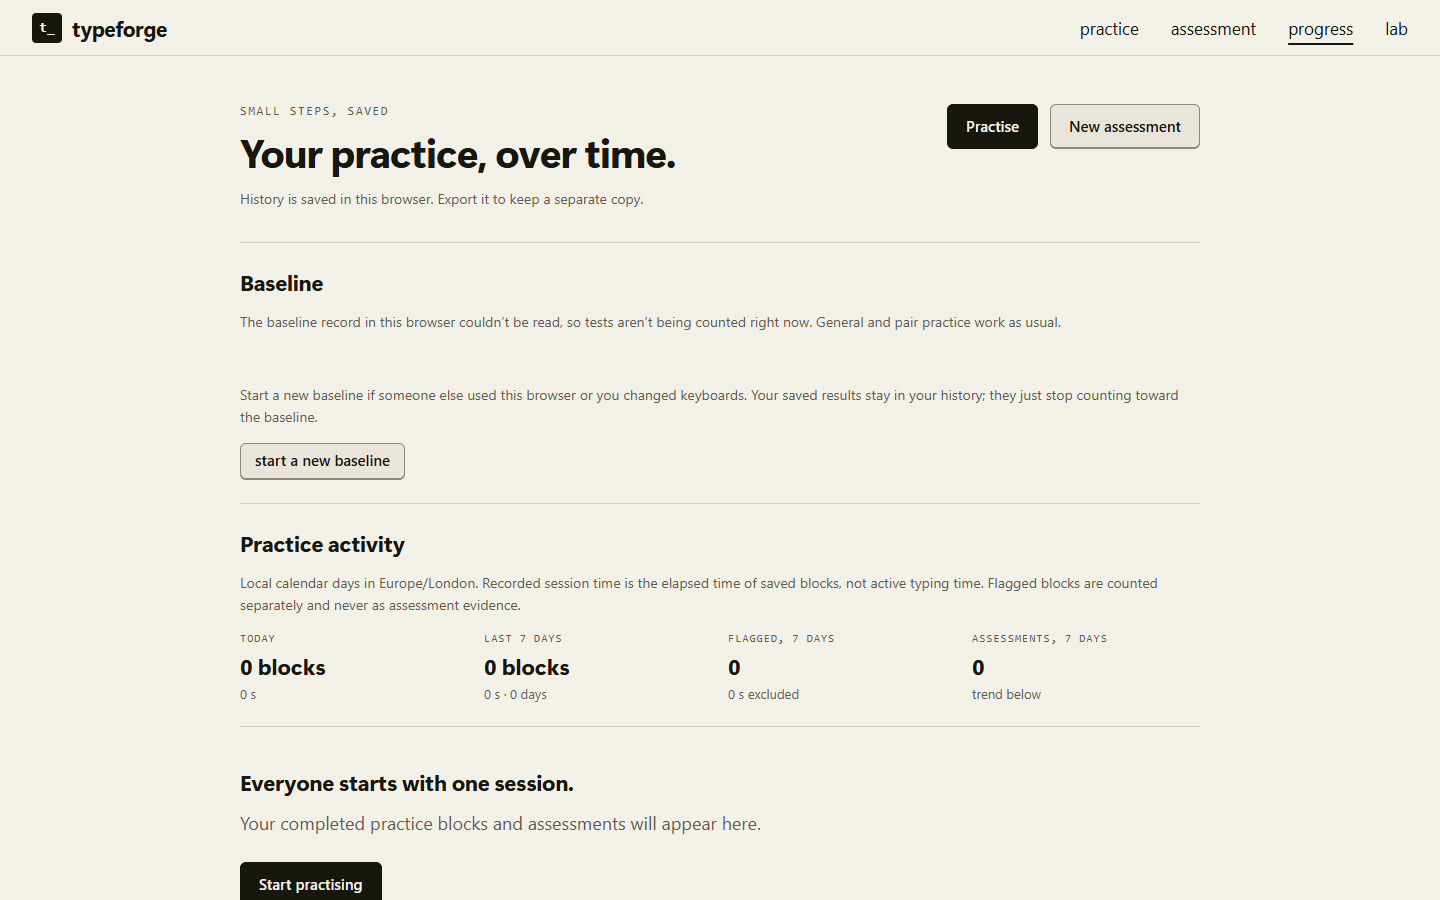 t_ typeforge
practice assessment progress lab
SMALL STEPS, SAVED
Practise New assessment
Your practice, over time.
History is saved in this browser. Export it to keep a separate copy.
Baseline
The baseline record in this browser couldn’t be read, so tests aren’t being counted right now. General and pair practice work as usual.
Start a new baseline if someone else used this browser or you changed keyboards. Your saved results stay in your history; they just stop counting toward
the baseline.
start a new baseline
Practice activity
Local calendar days in Europe/London. Recorded session time is the elapsed time of saved blocks, not active typing time. Flagged blocks are counted
separately and never as assessment evidence.
TODAY LAST 7 DAYS FLAGGED, 7 DAYS ASSESSMENTS, 7 DAYS
0 blocks 0 blocks 0 0
0 s 0 s · 0 days 0 s excluded trend below
Everyone starts with one session.
Your completed practice blocks and assessments will appear here.
Start practising